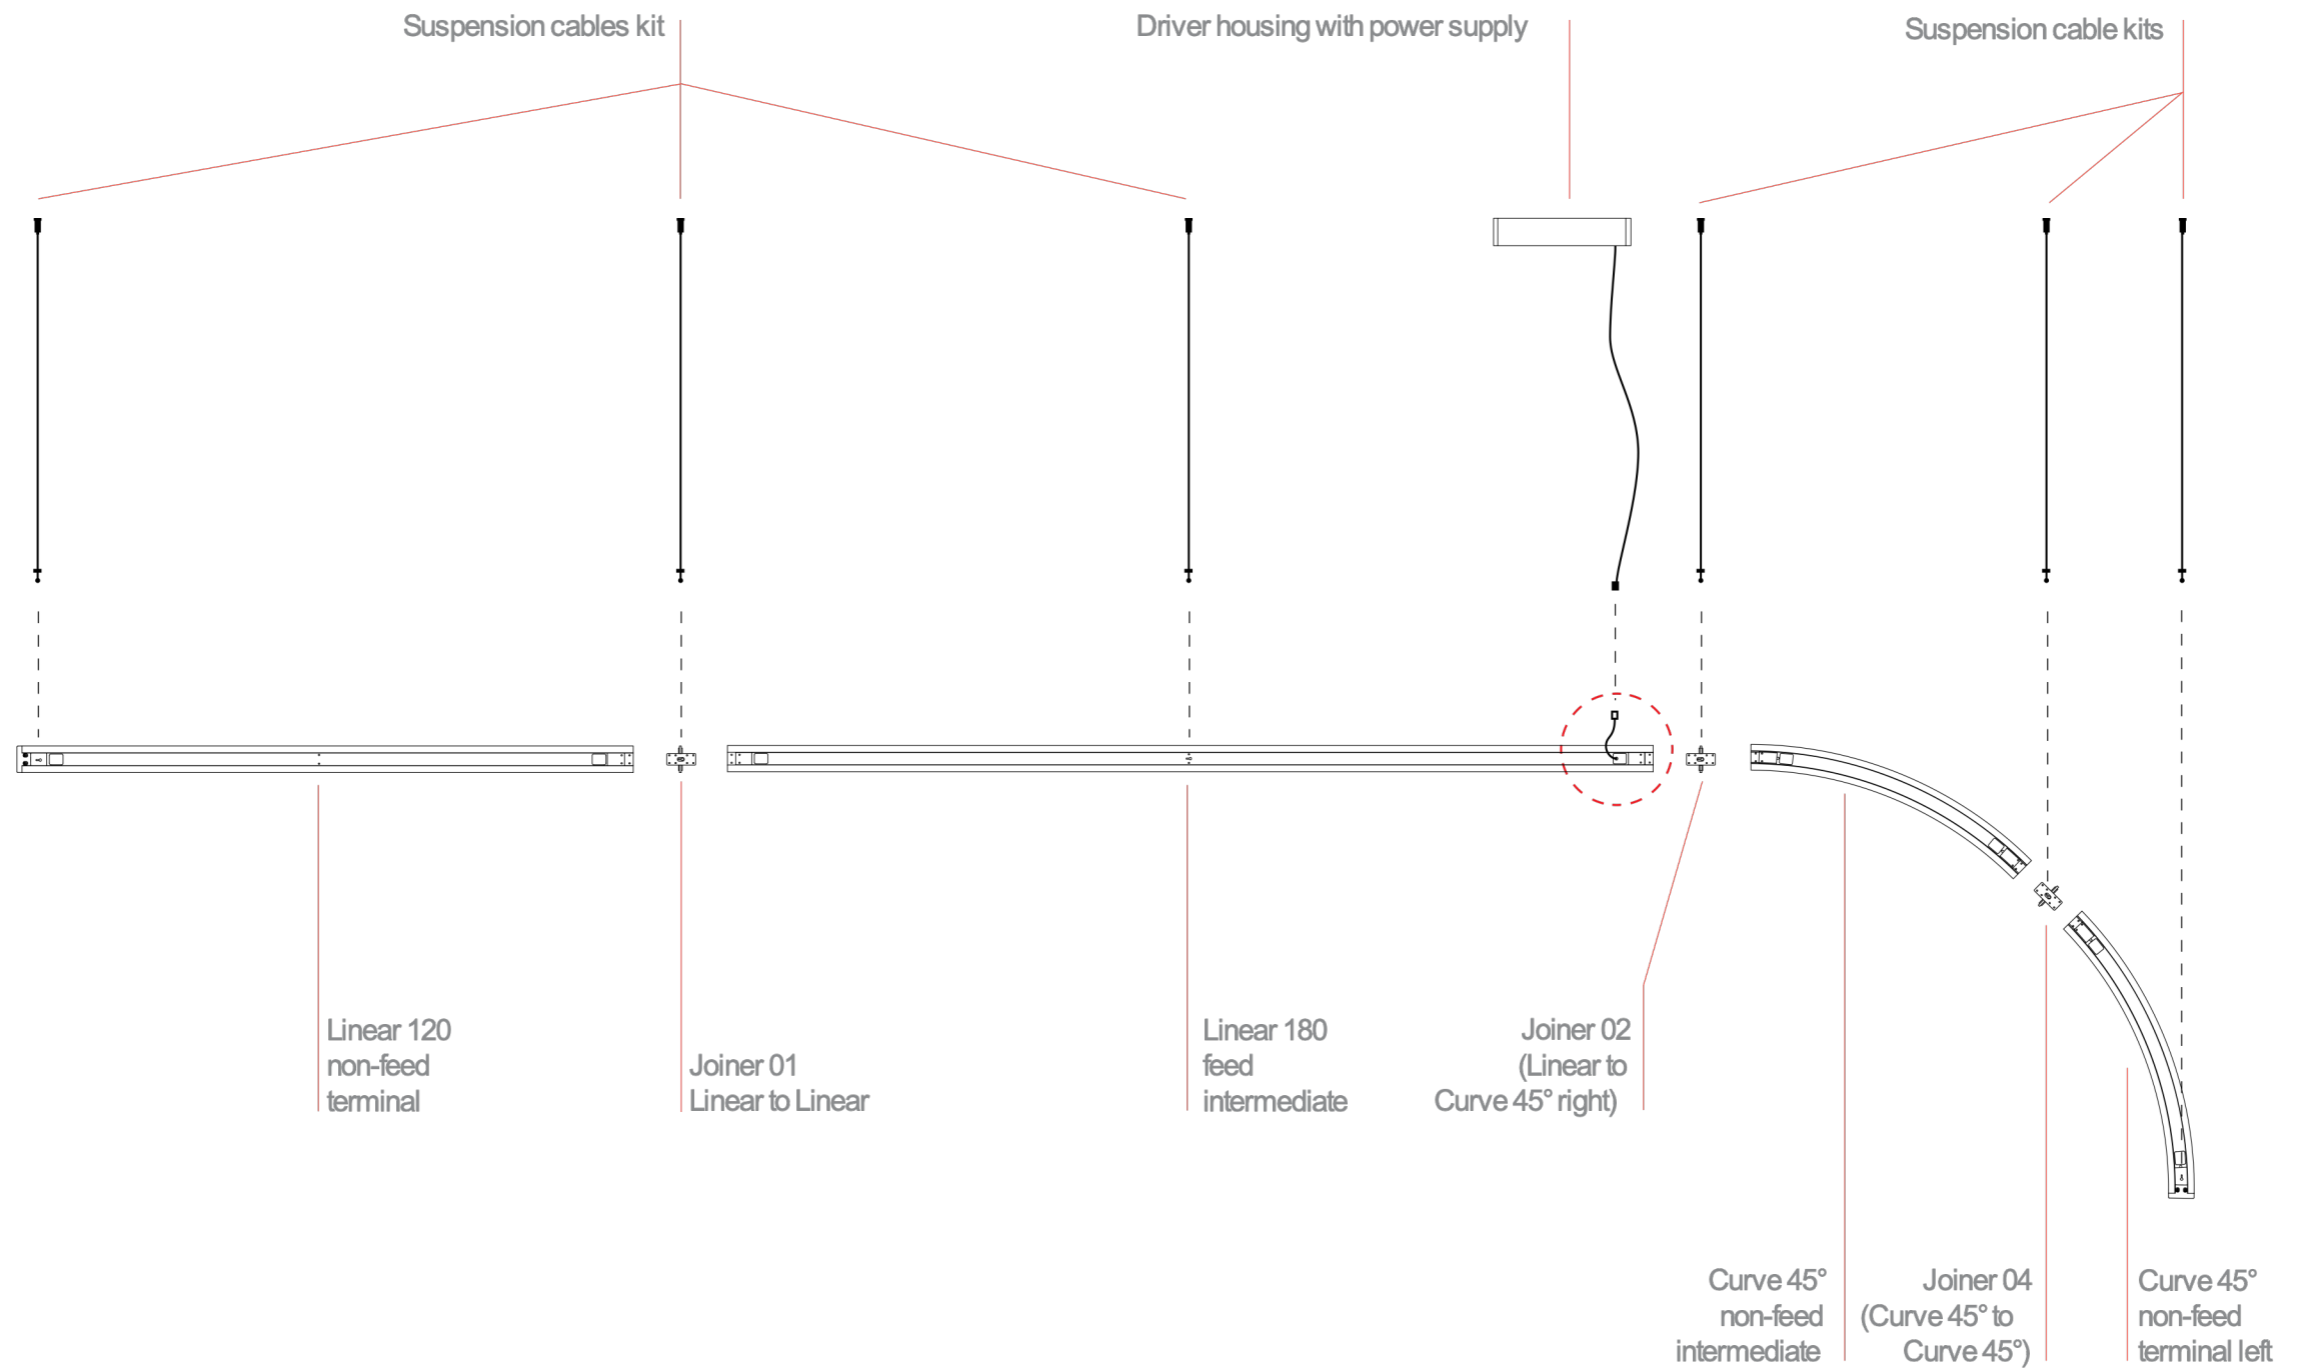 Suspension cables kit
Driver housing with power supply
Suspension cable kits
Linear 120
non-feed
terminal
Joiner 01
Linear to Linear
Linear 180
feed
intermediate
Joiner 02
(Linear to
Curve 45° right)
Curve 45°
non-feed
intermediate
Joiner 04
(Curve 45° to
Curve 45°)
Curve 45°
non-feed
terminal left